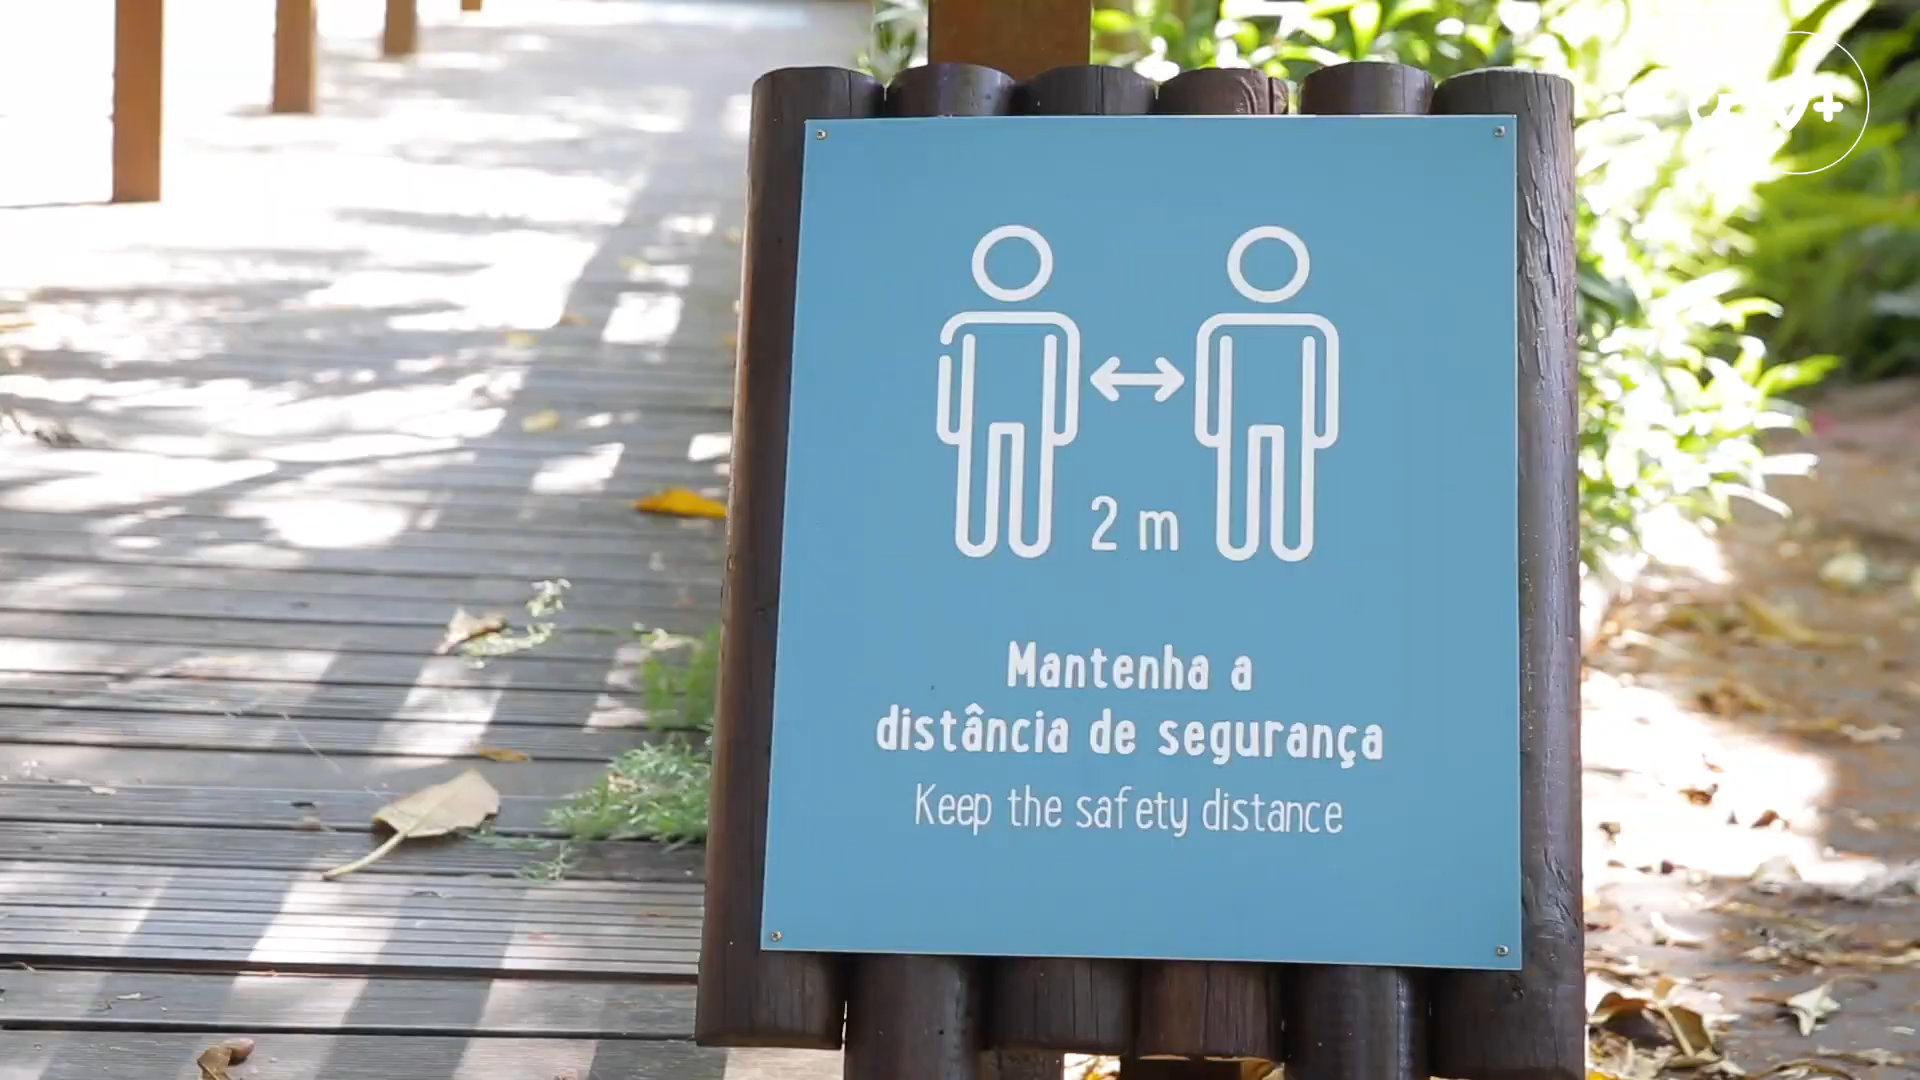 2 m
Mantenha a
distância de segurança
Keep the safety distance